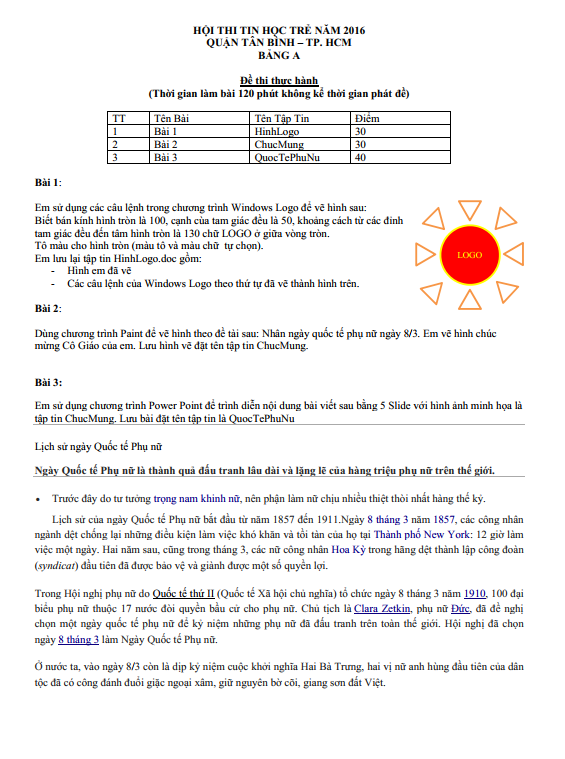 HỘI THI TIN HỌC TRẺ NĂM 2016
QUẬN TÂN BÌNH – TP. HCM
BẢNG A
Đề thi thực hành
(Thời gian làm bài 120 phút không kể thời gian phát đề)
TT Tên Bài Tên Tập Tin Điểm
1 Bài 1 HinhLogo 30
2 Bài 2 ChucMung 30
3 Bài 3 QuocTePhuNu 40
Bài 1:
Em sử dụng các câu lệnh trong chương trình Windows Logo để vẽ hình sau:
Biết bán kính hình tròn là 100, cạnh của tam giác đều là 50, khoảng cách từ các đỉnh
tam giác đều đến tâm hình tròn là 130 chữ LOGO ở giữa vòng tròn.
Tô màu cho hình tròn (màu tô và màu chữ tự chọn).
Em lưu lại tập tin HinhLogo.doc gồm:
- Hình em đã vẽ
- Các câu lệnh của Windows Logo theo thứ tự đã vẽ thành hình trên.
LOGO
Bài 2:
Dùng chương trình Paint để vẽ hình theo đề tài sau: Nhân ngày quốc tế phụ nữ ngày 8/3. Em vẽ hình chúc
mừng Cô Giáo của em. Lưu hình vẽ đặt tên tập tin ChucMung.
Bài 3:
Em sử dụng chương trình Power Point để trình diễn nội dung bài viết sau bằng 5 Slide với hình ảnh minh họa là
tập tin ChucMung. Lưu bài đặt tên tập tin là QuocTePhuNu
Lịch sử ngày Quốc tế Phụ nữ
Ngày Quốc tế Phụ nữ là thành quả đấu tranh lâu dài và lặng lẽ của hàng triệu phụ nữ trên thế giới.
• Trước đây do tư tưởng trọng nam khinh nữ, nên phận làm nữ chịu nhiều thiệt thòi nhất hàng thế kỷ.
Lịch sử của ngày Quốc tế Phụ nữ bắt đầu từ năm 1857 đến 1911.Ngày 8 tháng 3 năm 1857, các công nhân
ngành dệt chống lại những điều kiện làm việc khó khăn và tồi tàn của họ tại Thành phố New York: 12 giờ làm
việc một ngày. Hai năm sau, cũng trong tháng 3, các nữ công nhân Hoa Kỳ trong hãng dệt thành lập công đoàn
(syndicat) đầu tiên đã được bảo vệ và giành được một số quyền lợi.
Trong Hội nghị phụ nữ do Quốc tế thứ II (Quốc tế Xã hội chủ nghĩa) tổ chức ngày 8 tháng 3 năm 1910, 100 đại
biểu phụ nữ thuộc 17 nước đòi quyền bầu cử cho phụ nữ. Chủ tịch là Clara Zetkin, phụ nữ Đức, đã đề nghị
chọn một ngày quốc tế phụ nữ để kỷ niệm những phụ nữ đã đấu tranh trên toàn thế giới. Hội nghị đã chọn
ngày 8 tháng 3 làm Ngày Quốc tế Phụ nữ.
Ở nước ta, vào ngày 8/3 còn là dịp kỷ niệm cuộc khởi nghĩa Hai Bà Trưng, hai vị nữ anh hùng đầu tiên của dân
tộc đã có công đánh đuổi giặc ngoại xâm, giữ nguyên bờ cõi, giang sơn đất Việt.